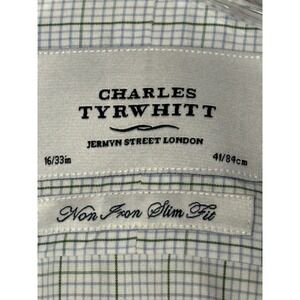 CHARLES
TYRWHITT
JERMYN STREET LONDON
16/33in 41/84cm
Non Iron Slim Fit